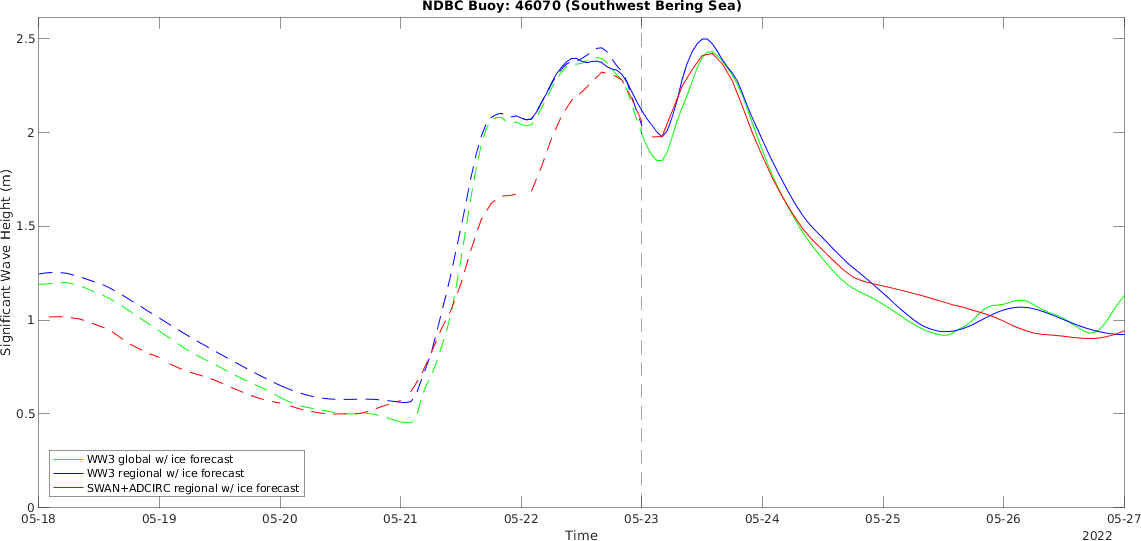 NDBC Buoy: 46070 (Southwest Bering Sea)
Significant Wave Height (m)
2.5
2
1.5
1
0.5
0
WW3 global w/ ice forecast
WW3 regional w/ ice forecast
SWAN+ADCIRC regional w/ ice forecast
05-18 05-19 05-20 05-21 05-22 05-23 05-24 05-25 05-26 05-27
Time
2022